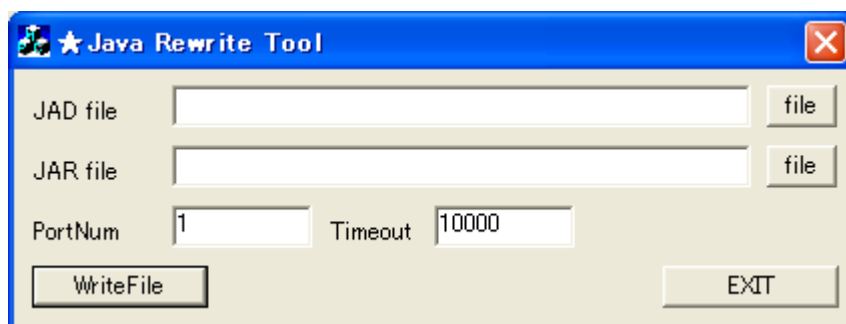 ★Java Rewrite Tool
JAD file file
JAR file file
PortNum 1 Timeout 10000
WriteFile EXIT